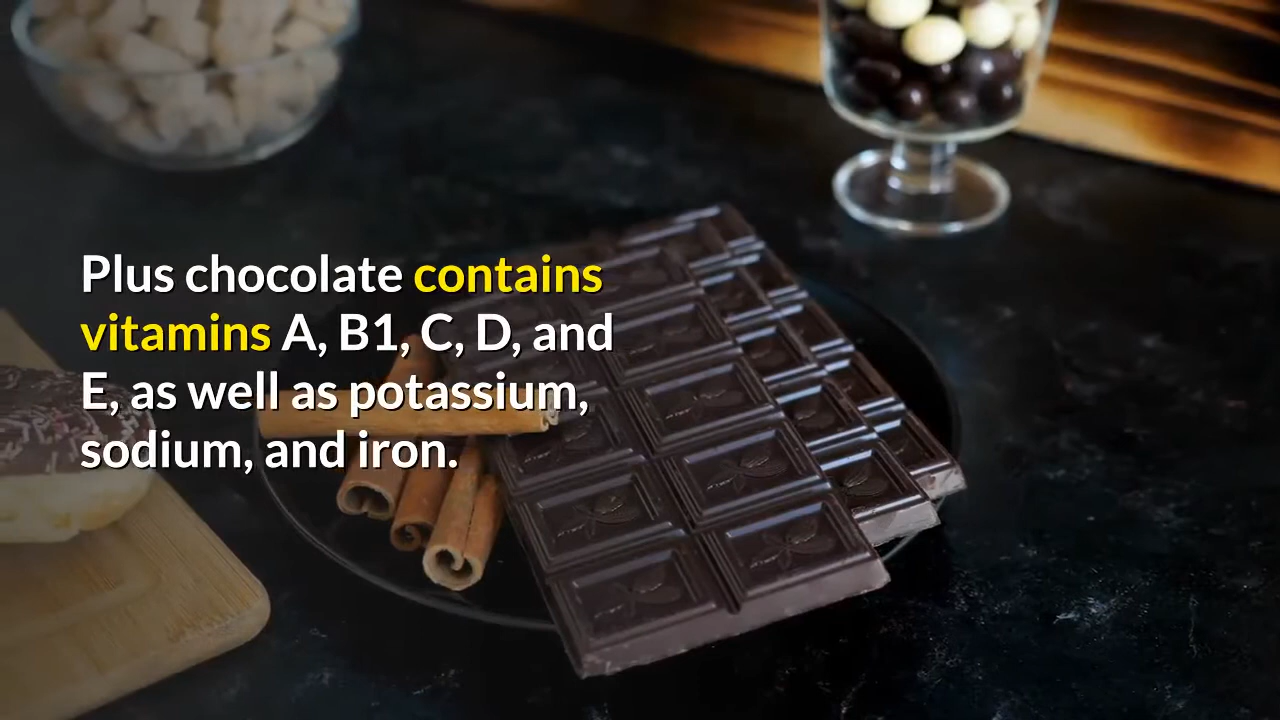 Plus chocolate contains
vitamins A, B1, C, D, and
E, as well as potassium,
sodium, and iron.